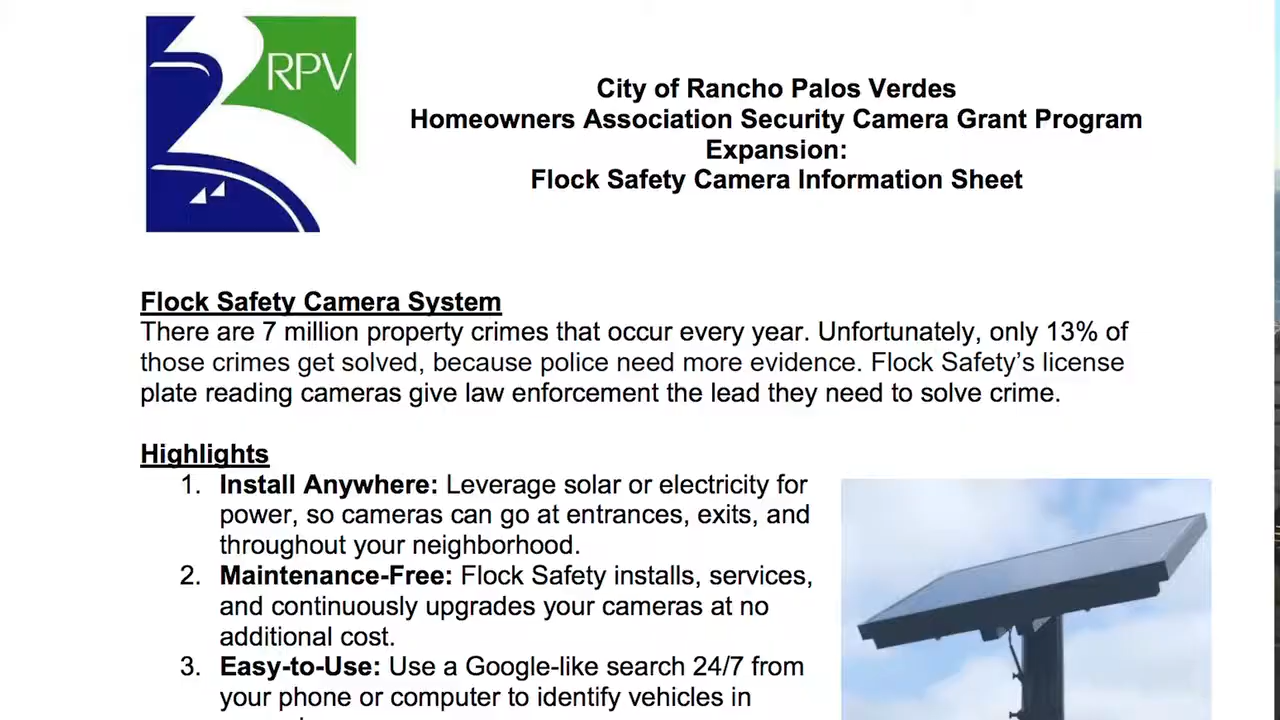 RPV
City of Rancho Palos Verdes
Homeowners Association Security Camera Grant Program
Expansion:
Flock Safety Camera Information Sheet
Flock Safety Camera System
There are 7 million property crimes that occur every year. Unfortunately, only 13% of
those crimes get solved, because police need more evidence. Flock Safety’s license
plate reading cameras give law enforcement the lead they need to solve crime.
Highlights
1. Install Anywhere: Leverage solar or electricity for
power, so cameras can go at entrances, exits, and
throughout your neighborhood.
2. Maintenance-Free: Flock Safety installs, services,
and continuously upgrades your cameras at no
additional cost.
3. Easy-to-Use: Use a Google-like search 24/7 from
your phone or computer to identify vehicles in